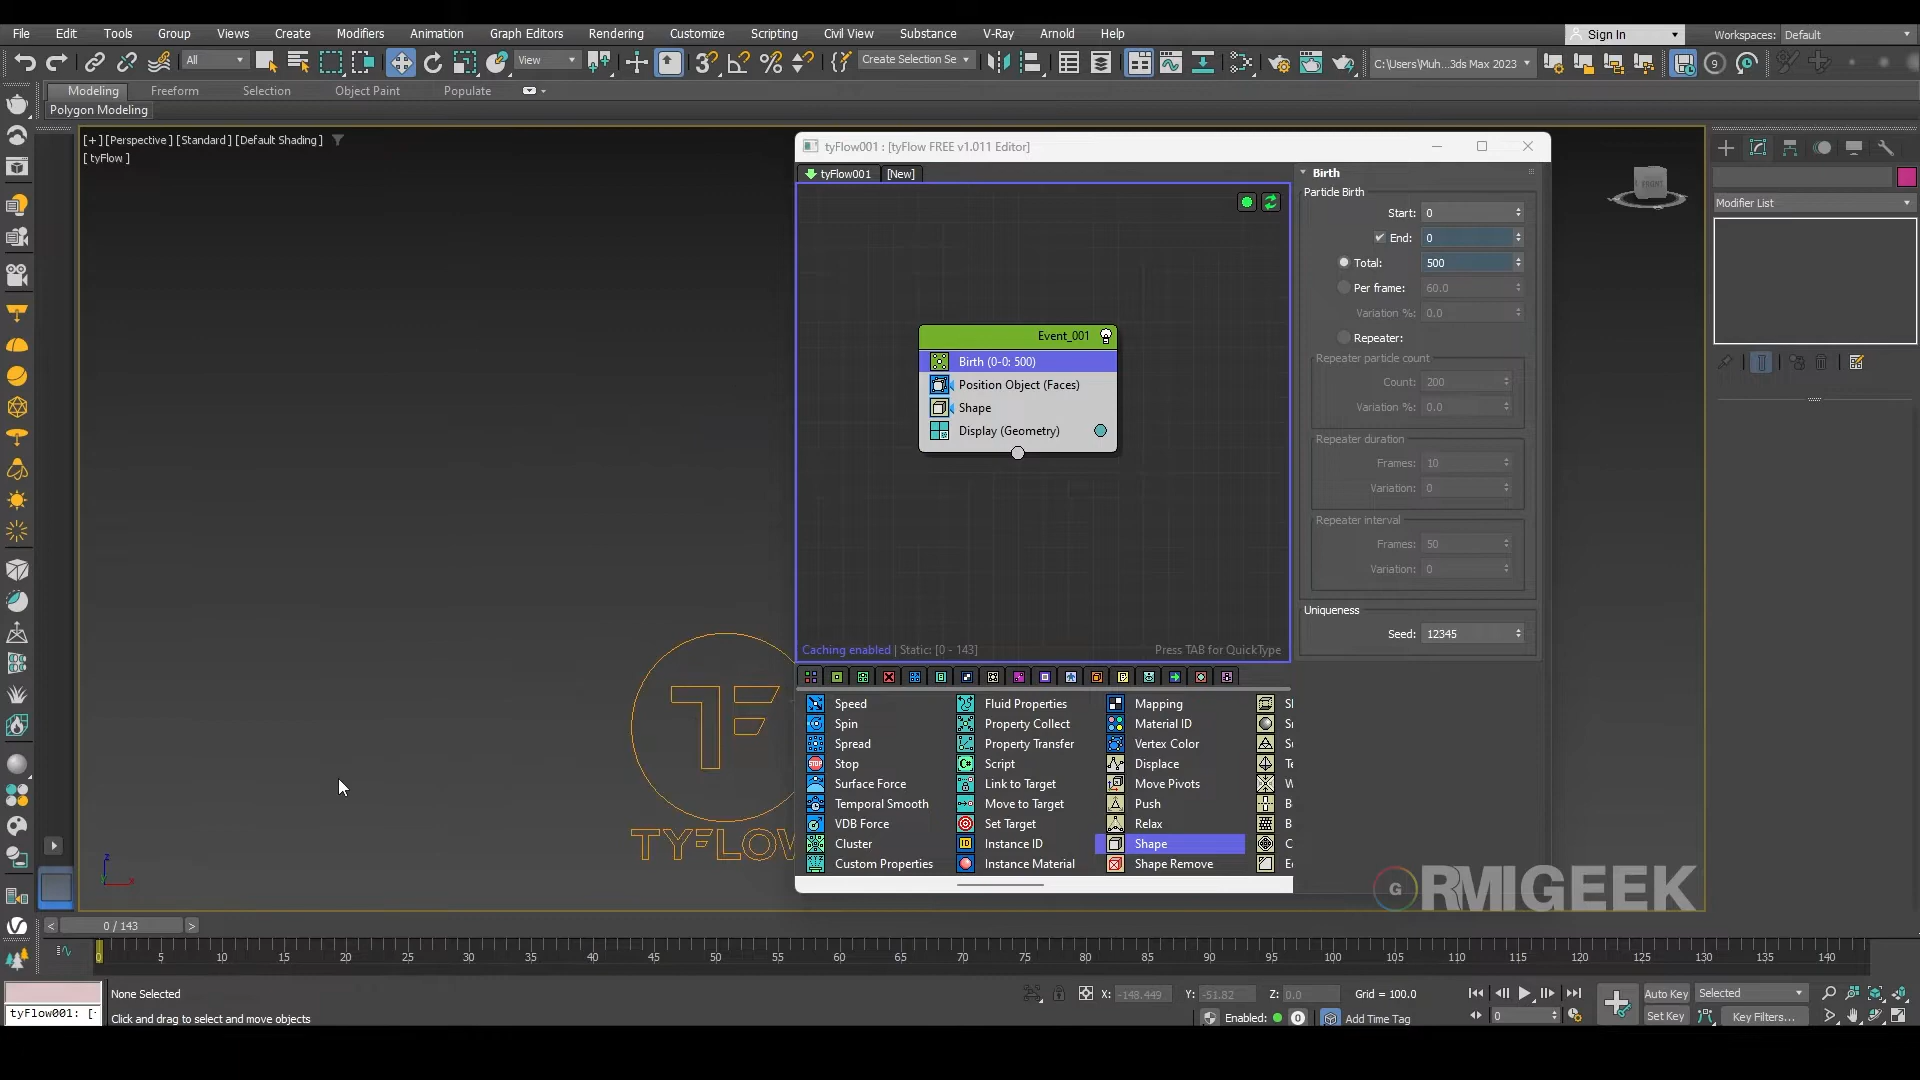 File Edit Tools Group Views Create Modifiers Animation Graph Editors Rendering Customize Scripting Civil View Substance V-Ray Arnold Help Sign In Workspaces: Default
All View Create Selection Se C:\Users\Muh...3ds Max 2023 9
Modeling Freeform Selection Object Paint Populate
Polygon Modeling
[+] [Perspective] [Standard] [Default Shading]
[ tyFlow ]
tyFlow001 : [tyFlow FREE v1.011 Editor]
tyFlow001 [New]
Event_001
Birth (0-0: 500)
Position Object (Faces)
Shape
Display (Geometry)
Caching enabled | Static: [0 - 143] Press TAB for QuickType
Birth
Particle Birth
Start: 0
End: 0
Total: 500
Per frame: 60.0
Variation %: 0.0
Repeater:
Repeater particle count
Count: 200
Variation %: 0.0
Repeater duration
Frames: 10
Variation: 0
Repeater interval
Frames: 50
Variation: 0
Uniqueness
Seed: 12345
Speed Fluid Properties Mapping
Spin Property Collect Material ID
Spread Property Transfer Vertex Color
Stop Script Displace
Surface Force Link to Target Move Pivots
Temporal Smooth Move to Target Push
VDB Force Set Target Relax
Cluster Instance ID Shape
Custom Properties Instance Material Shape Remove
FRONT
Modifier List
TF
TYFLOW
z
x
G RMIGEEK
< 0 / 143 >
0 5 10 15 20 25 30 35 40 45 50 55 60 65 70 75 80 85 90 95 100 105 110 115 120 125 130 135 140
None Selected X: -148.449 Y: -51.82 Z: 0.0 Grid = 100.0 Auto Key Selected
tyFlow001: [- Click and drag to select and move objects Enabled: 0 Add Time Tag 0 Set Key Key Filters...